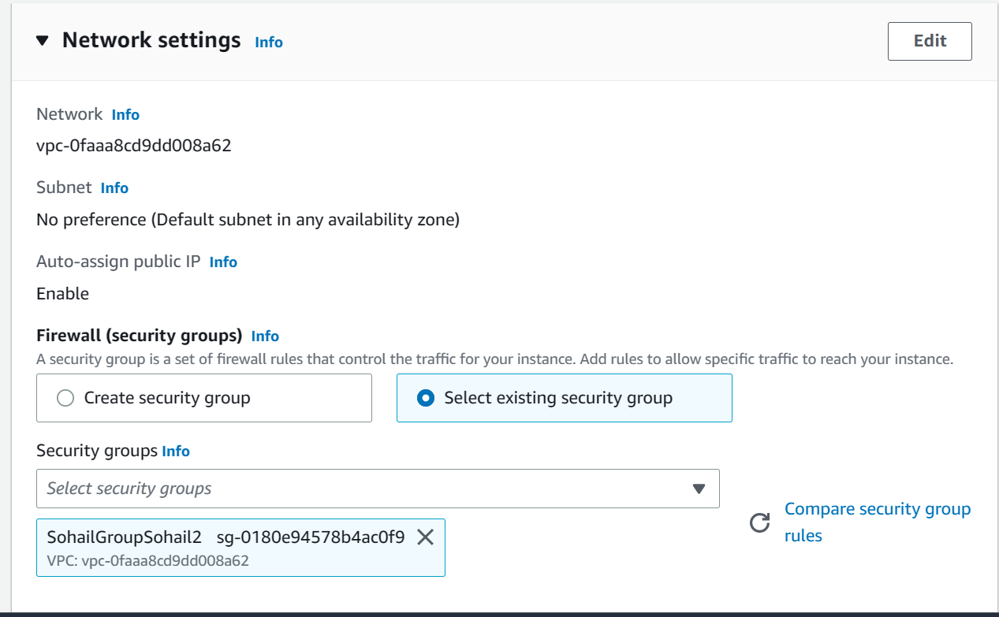 Network settings Info
Edit
Network Info
vpc-0faaa8cd9dd008a62
Subnet Info
No preference (Default subnet in any availability zone)
Auto-assign public IP Info
Enable
Firewall (security groups) Info
A security group is a set of firewall rules that control the traffic for your instance. Add rules to allow specific traffic to reach your instance.
Create security group
Select existing security group
Security groups Info
Select security groups
Compare security group
rules
SohailGroupSohail2 sg-0180e94578b4ac0f9
VPC: vpc-0faaa8cd9dd008a62